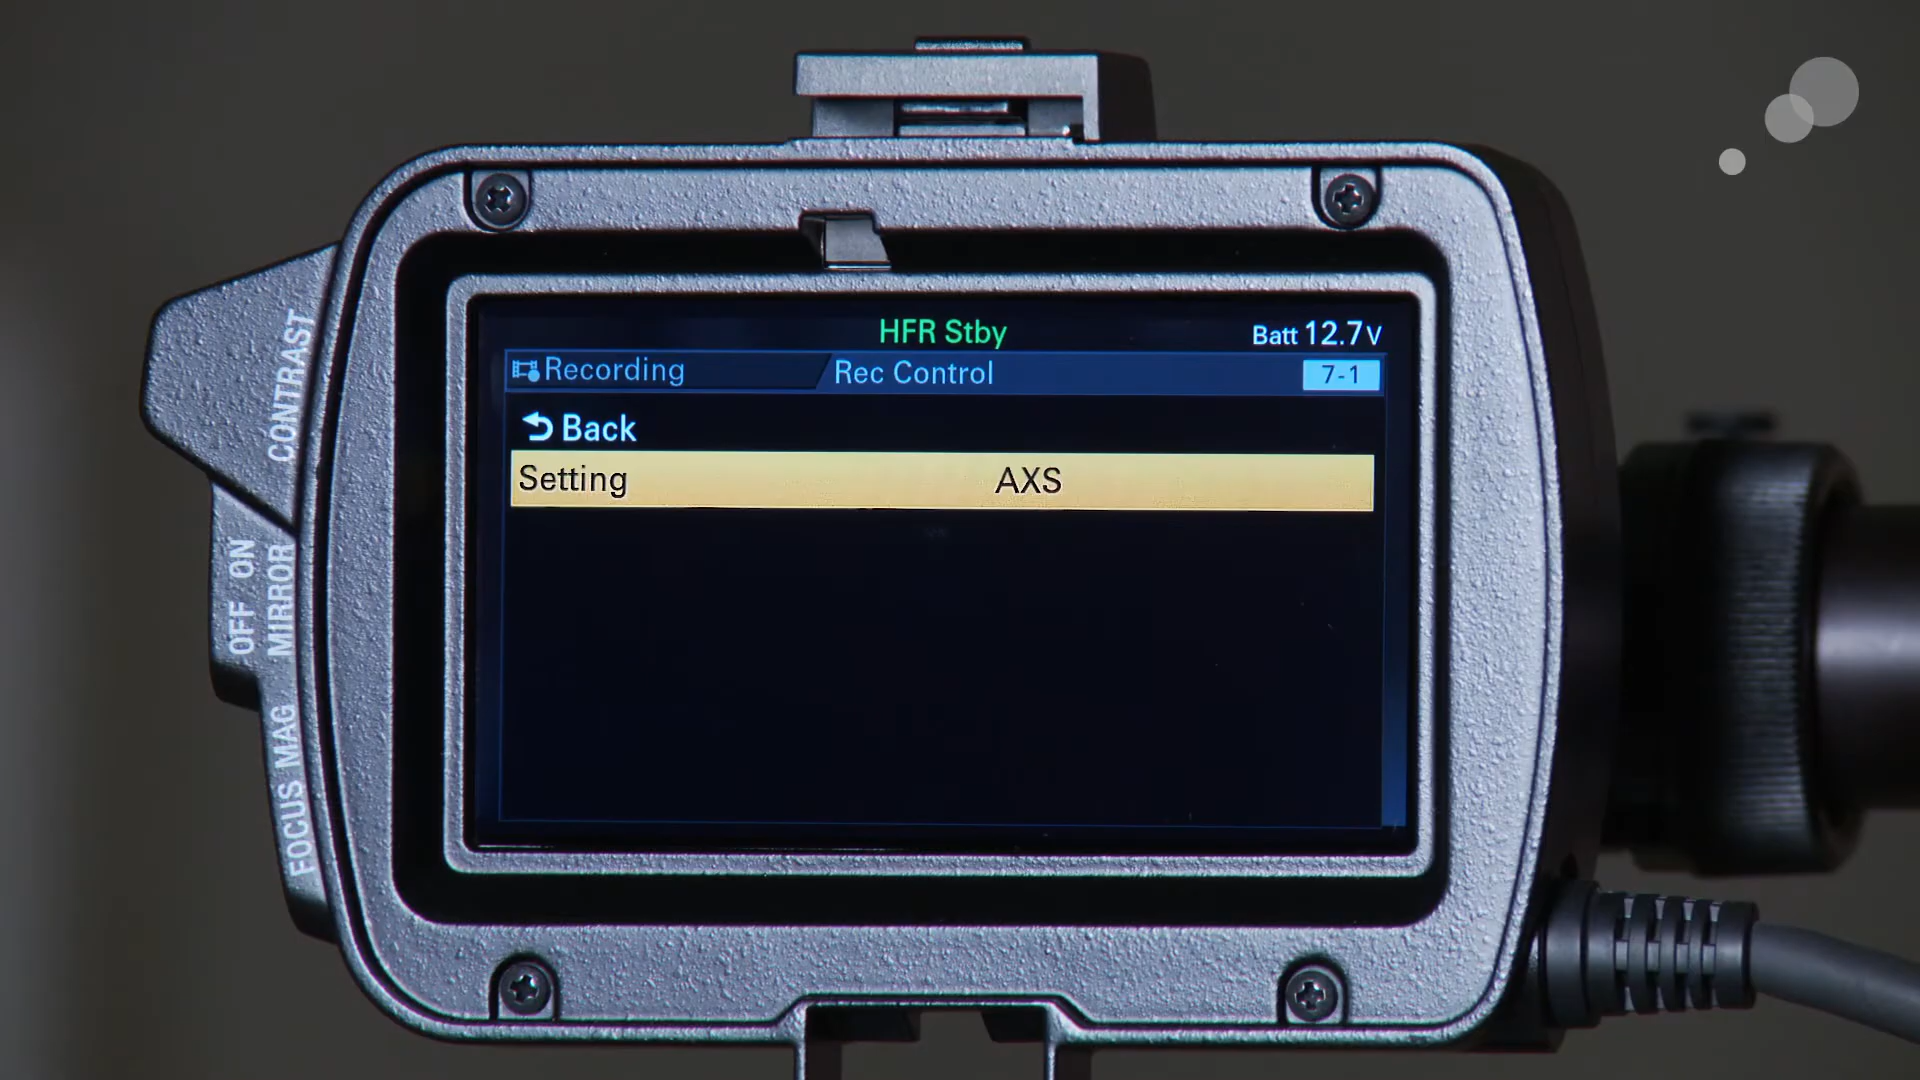 HFR Stby
Batt 12.7V
Recording
Rec Control
7-1
Back
Setting AXS
CONTRAST
OFF ON
MIRROR
FOCUS MAG